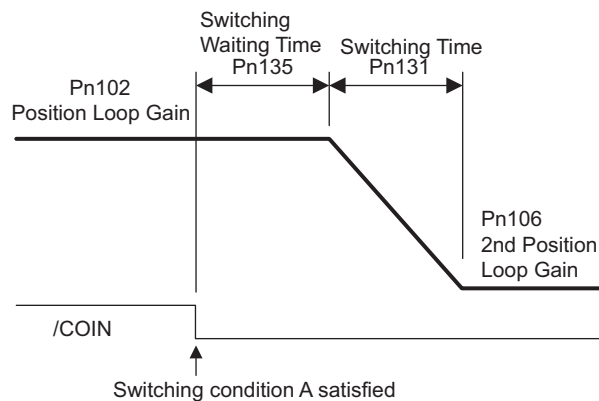 Switching
Waiting Time
Pn135
Switching Time
Pn131
Pn102
Position Loop Gain
Pn106
2nd Position
Loop Gain
/COIN
Switching condition A satisfied